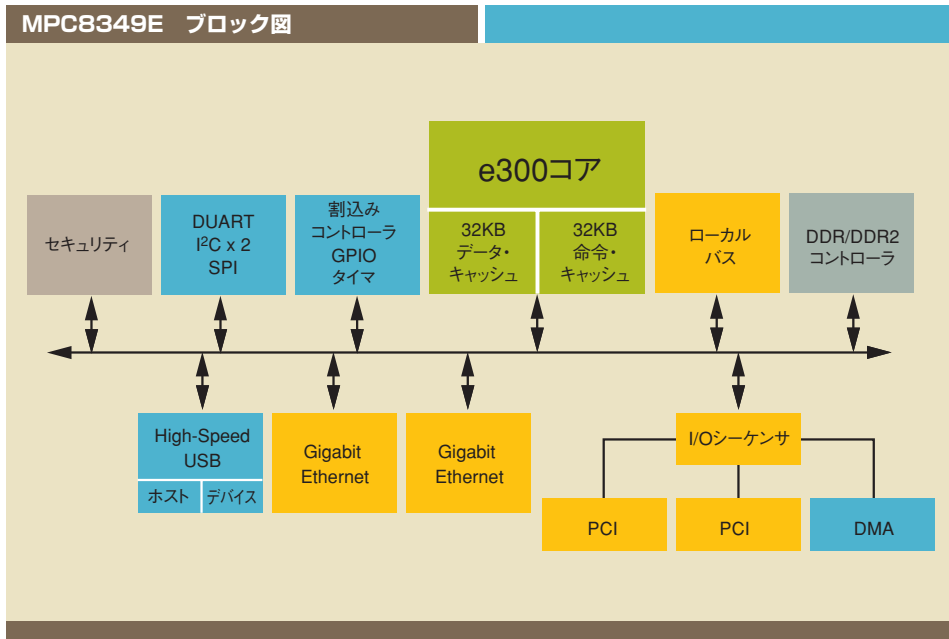 MPC8349E ブロック図
e300コア
セキュリティ
DUART
I²C x 2
SPI
割込み
コントローラ
GPIO
タイマ
32KB
データ・
キャッシュ
32KB
命令・
キャッシュ
ローカル
バス
DDR/DDR2
コントローラ
High-Speed
USB
ホスト
デバイス
Gigabit
Ethernet
Gigabit
Ethernet
I/Oシーケンサ
PCI
PCI
DMA